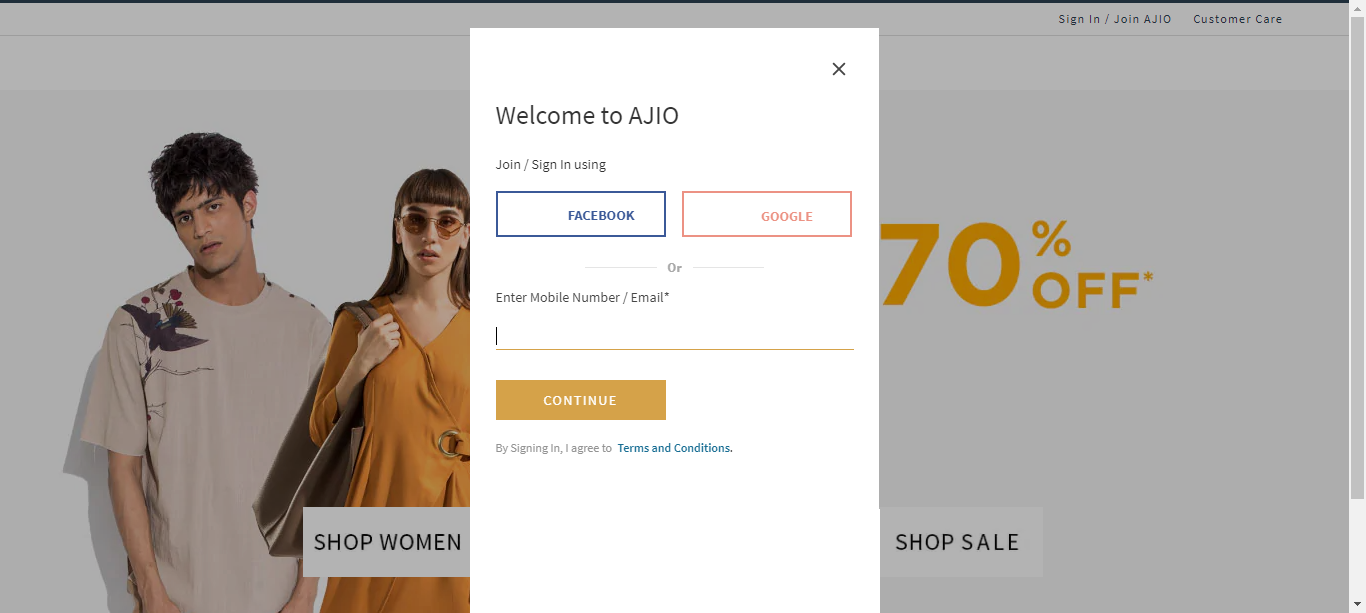 Sign In / Join AJIO Customer Care
Welcome to AJIO
Join / Sign In using
FACEBOOK GOOGLE
Or
Enter Mobile Number / Email*
CONTINUE
By Signing In, I agree to Terms and Conditions.
70% OFF*
SHOP WOMEN
SHOP SALE